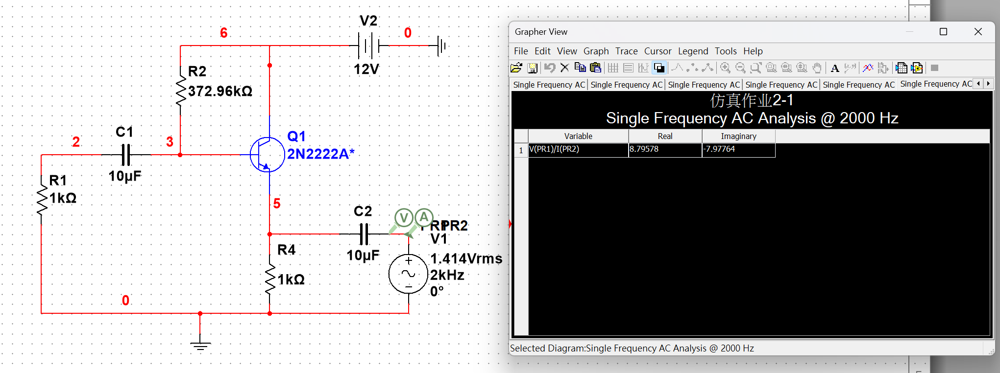 V2
6
0
12V
R2
372.96kΩ
C1
2
3
10µF
Q1
2N2222A*
R1
1kΩ
5
C2
V
A
PR2
V1
10µF
R4
1kΩ
1.414Vrms
2kHz
0°
0
Grapher View
File Edit View Graph Trace Cursor Legend Tools Help
Single Frequency AC Single Frequency AC Single Frequency AC Single Frequency AC Single Frequency AC Single Frequency AC
仿真作业2-1
Single Frequency AC Analysis @ 2000 Hz
Variable Real Imaginary
1 V(PR1)/I(PR2) 8.79578 -7.97764
Selected Diagram:Single Frequency AC Analysis @ 2000 Hz